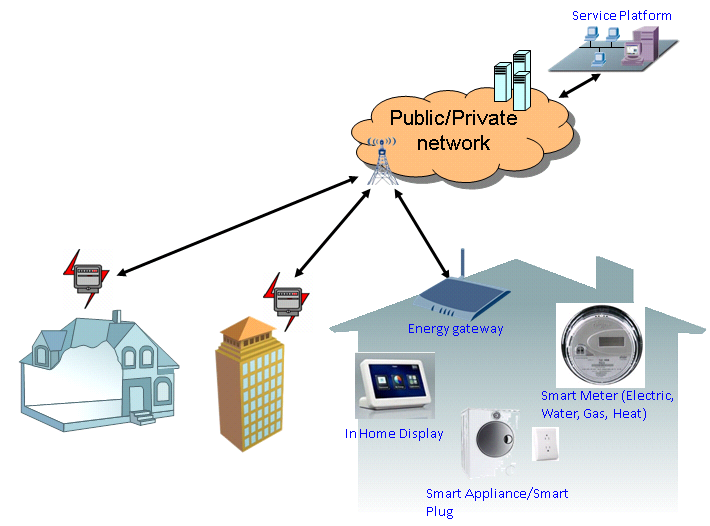 Service Platform
Public/Private
network
Energy gateway
Smart Meter (Electric,
Water, Gas, Heat)
In Home Display
Smart Appliance/Smart
Plug